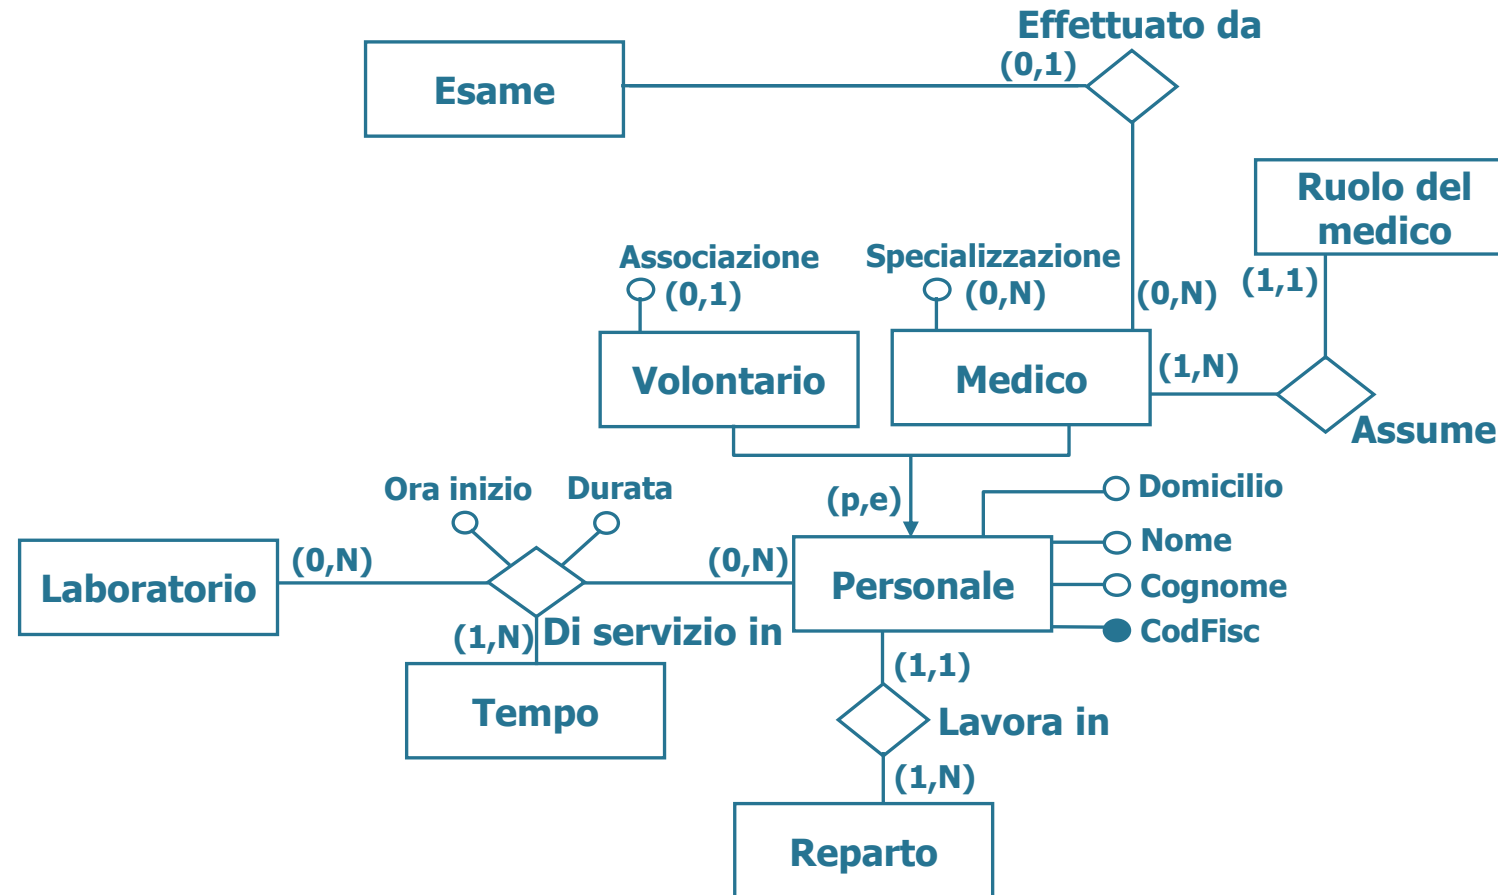 Effettuato da
(0,1)
Esame
Ruolo del
medico
Associazione
(0,1)
Specializzazione
(0,N)
(0,N)
(1,1)
Volontario
Medico
(1,N)
Assume
Ora inizio
Durata
(p,e)
Domicilio
Nome
Cognome
CodFisc
Laboratorio
(0,N)
(0,N)
Personale
(1,N)
Di servizio in
Tempo
(1,1)
Lavora in
(1,N)
Reparto